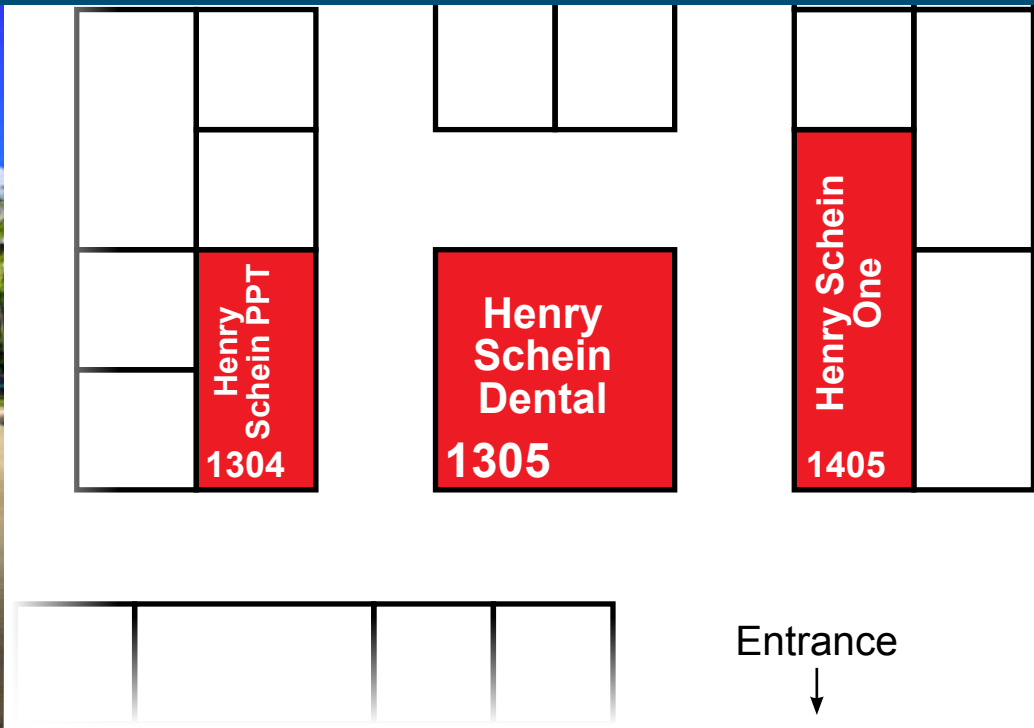 Henry
Schein PPT
1304
Henry
Schein
Dental
1305
Henry Schein
One
1405
Entrance